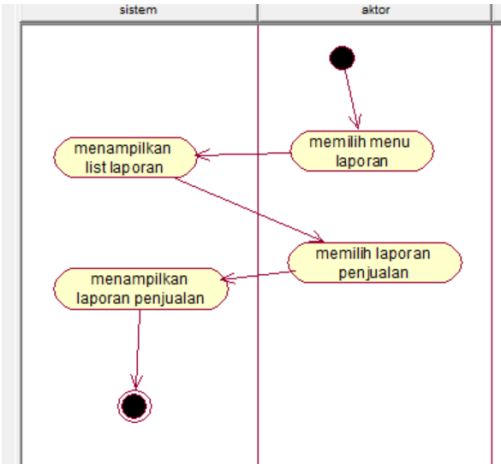 sistem
aktor
memilih menu
laporan
menampilkan
list laporan
memilih laporan
penjualan
menampilkan
laporan penjualan